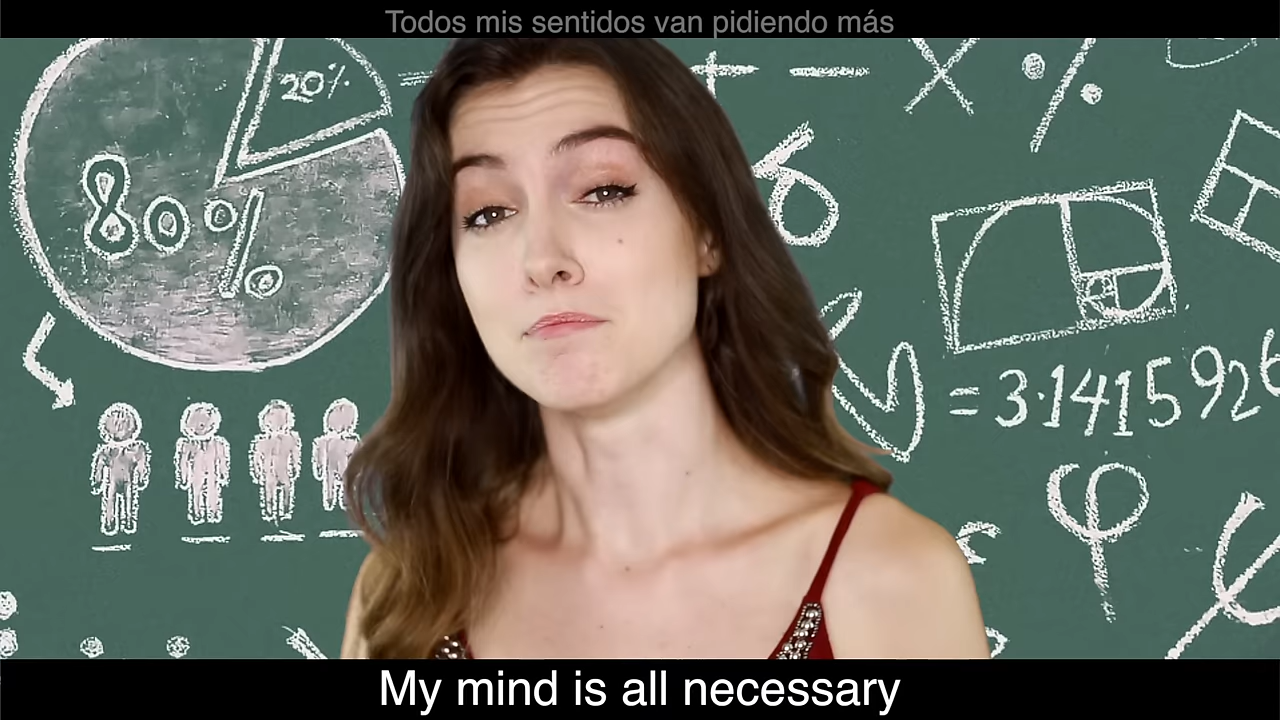 Todos mis sentidos van pidiendo más
20%
80%
= 3.1415926
φ
My mind is all necessary